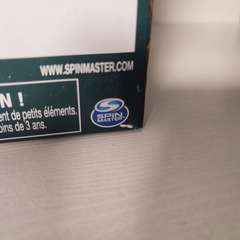 WWW.SPINMASTER.COM
N !
ent de petits éléments.
oins de 3 ans.
SPIN
MASTER